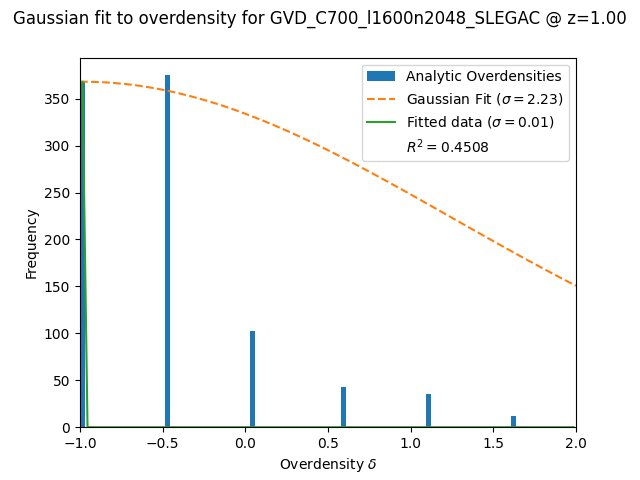 Gaussian fit to overdensity for GVD_C700_l1600n2048_SLEGAC @ z=1.00
Analytic Overdensities
Gaussian Fit (σ = 2.23)
Fitted data (σ = 0.01)
R² = 0.4508
Frequency
350
300
250
200
150
100
50
0
−1.0 −0.5 0.0 0.5 1.0 1.5 2.0
Overdensity δ